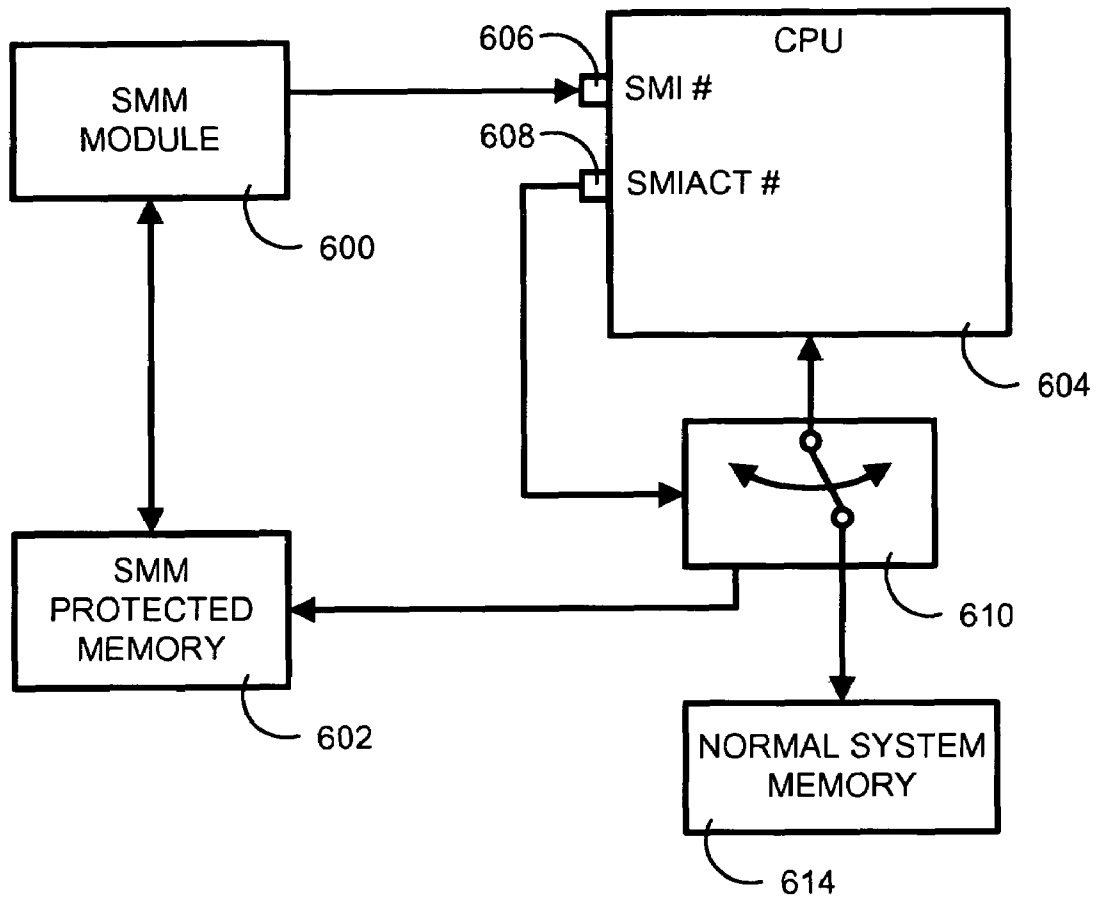 606
CPU
SMM
MODULE
SMI #
608
SMIACT #
600
604
SMM
PROTECTED
MEMORY
610
602
NORMAL SYSTEM
MEMORY
614